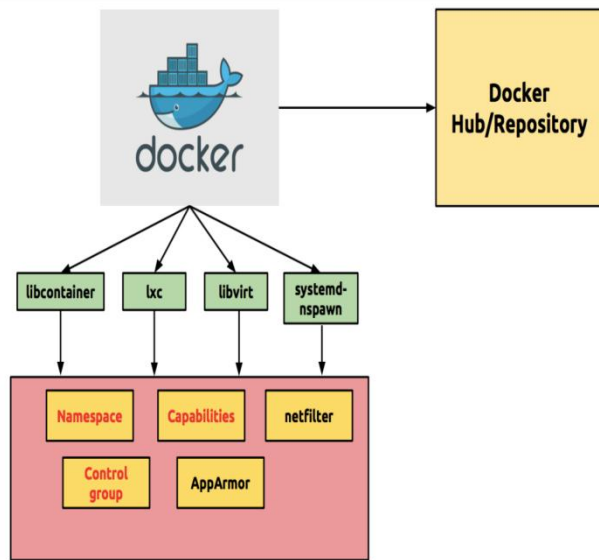 docker
Docker
Hub/Repository
libcontainer
lxc
libvirt
systemd-
nspawn
Namespace
Capabilities
netfilter
Control
group
AppArmor